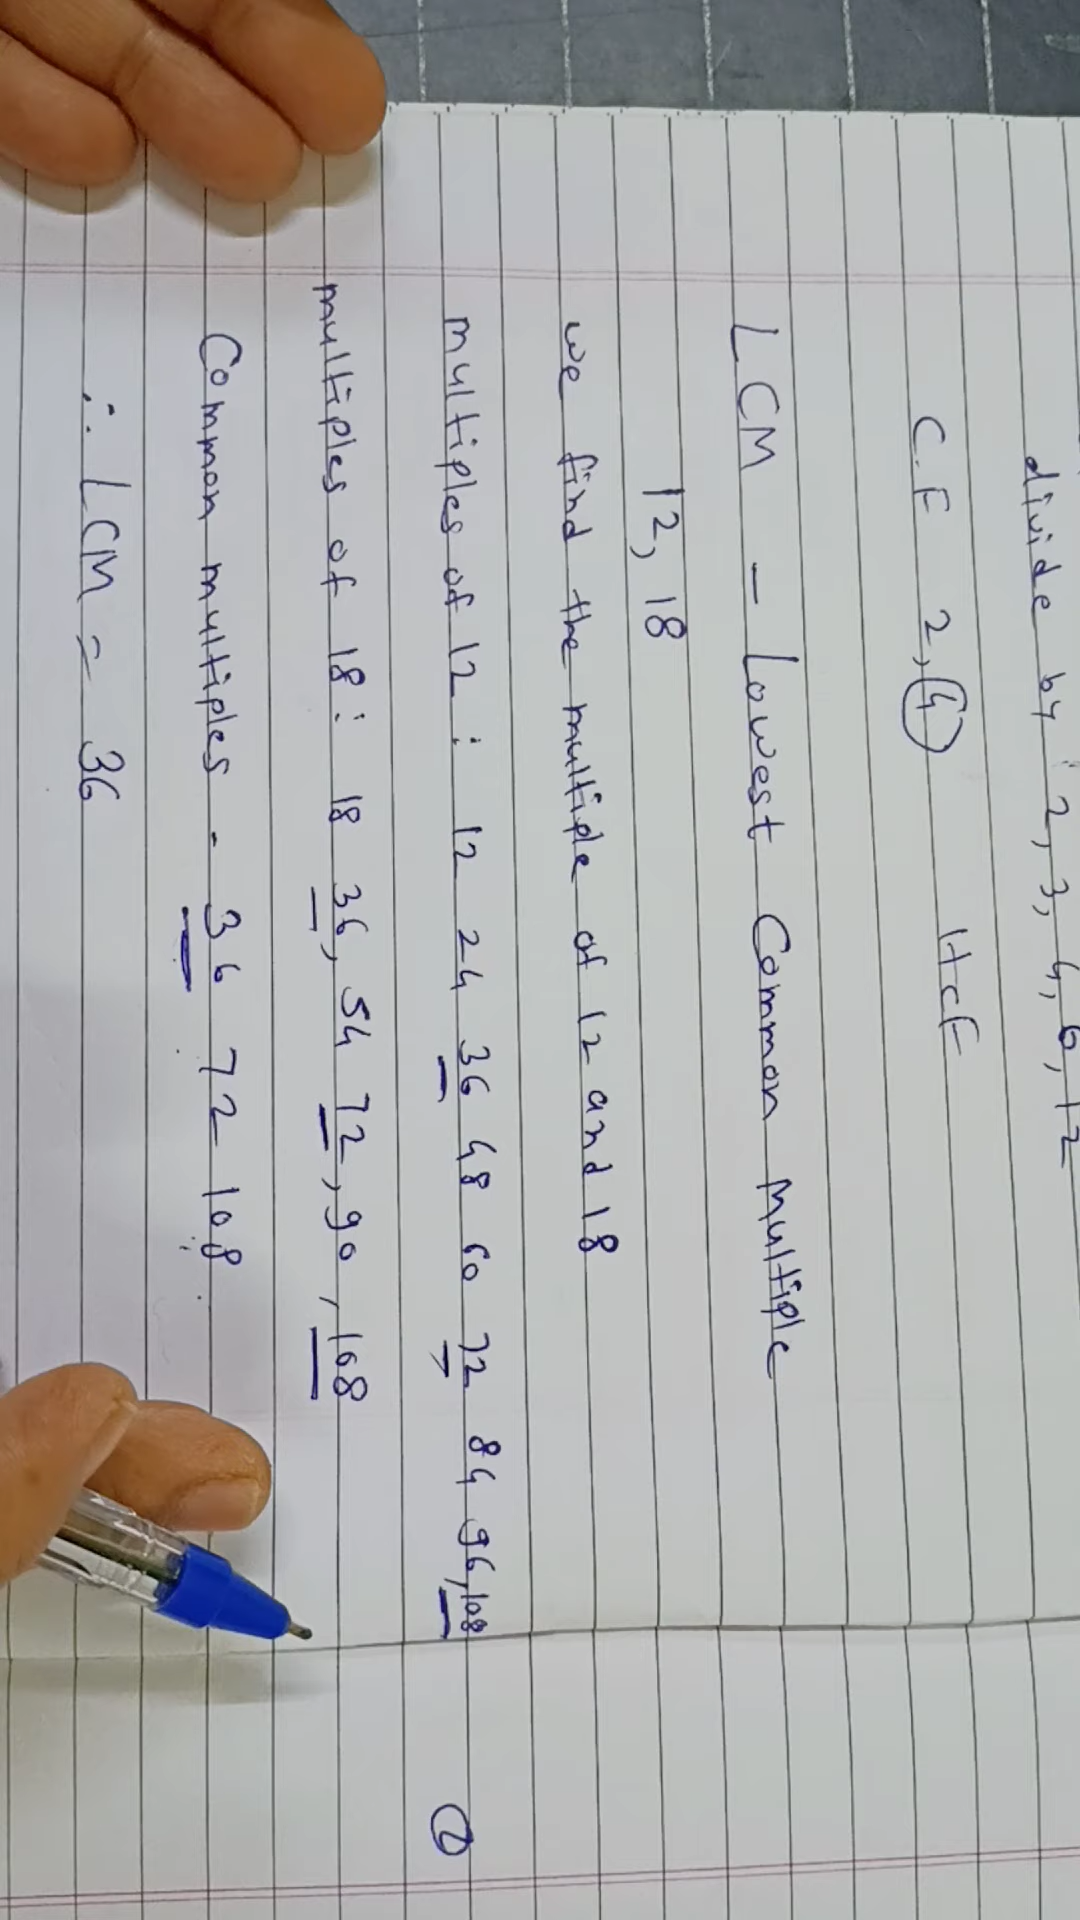 divide by : 2, 3, 4, 6, 12
C.F 2, 4 HCF
LCM - Lowest Common Multiple
12, 18
we find the multiple of 12 and 18
multiples of 12 : 12 24 36 48 60 72 84 96, 108
multiples of 18 : 18 36, 54 72, 90, 108
Common multiples - 36 72 108
∴ LCM = 36